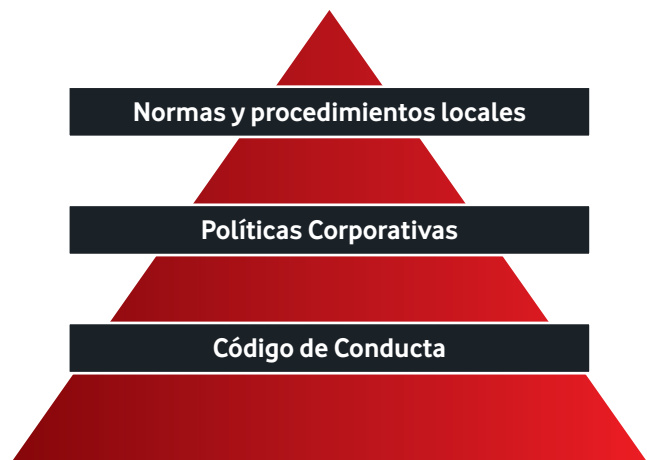 Normas y procedimientos locales
Políticas Corporativas
Código de Conducta